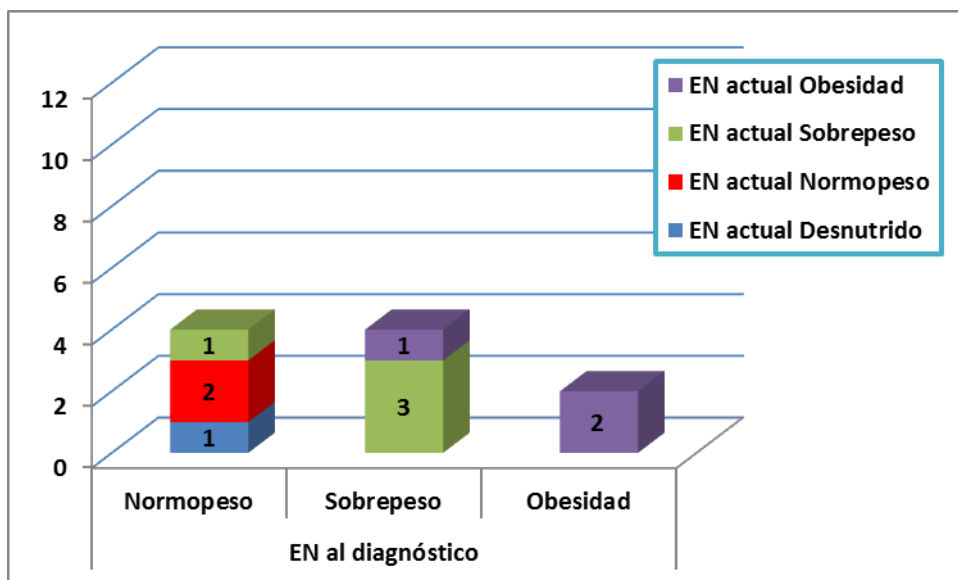 12
10
8
6
4
2
0
EN actual Obesidad
EN actual Sobrepeso
EN actual Normopeso
EN actual Desnutrido
1
2
1
1
3
2
Normopeso
Sobrepeso
Obesidad
EN al diagnóstico